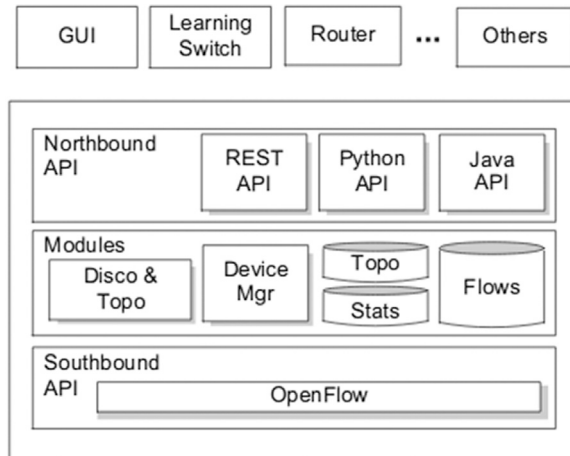 GUI
Learning
Switch
Router
...
Others
Northbound
API
REST
API
Python
API
Java
API
Modules
Disco &
Topo
Device
Mgr
Topo
Stats
Flows
Southbound
API
OpenFlow